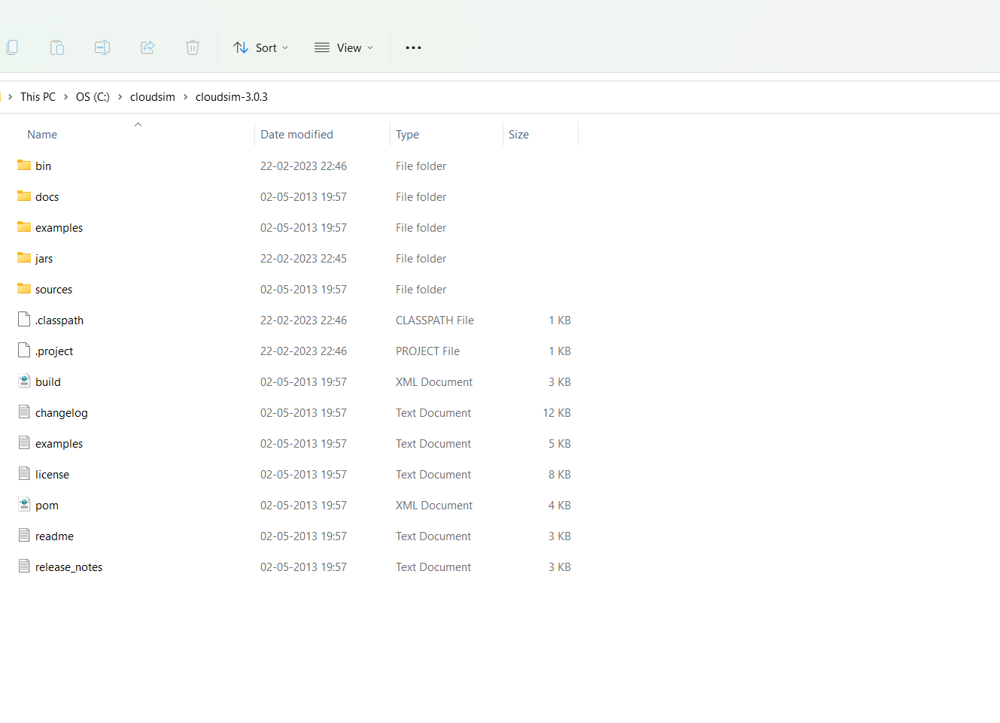 Sort View
This PC OS (C:) cloudsim cloudsim-3.0.3
Name Date modified Type Size
bin 22-02-2023 22:46 File folder
docs 02-05-2013 19:57 File folder
examples 02-05-2013 19:57 File folder
jars 22-02-2023 22:45 File folder
sources 02-05-2013 19:57 File folder
.classpath 22-02-2023 22:46 CLASSPATH File 1 KB
.project 22-02-2023 22:46 PROJECT File 1 KB
build 02-05-2013 19:57 XML Document 3 KB
changelog 02-05-2013 19:57 Text Document 12 KB
examples 02-05-2013 19:57 Text Document 5 KB
license 02-05-2013 19:57 Text Document 8 KB
pom 02-05-2013 19:57 XML Document 4 KB
readme 02-05-2013 19:57 Text Document 3 KB
release_notes 02-05-2013 19:57 Text Document 3 KB